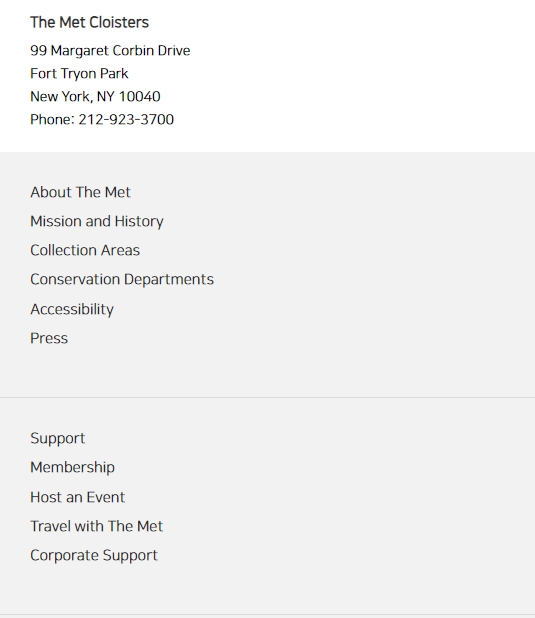 The Met Cloisters
99 Margaret Corbin Drive
Fort Tryon Park
New York, NY 10040
Phone: 212-923-3700
About The Met
Mission and History
Collection Areas
Conservation Departments
Accessibility
Press
Support
Membership
Host an Event
Travel with The Met
Corporate Support